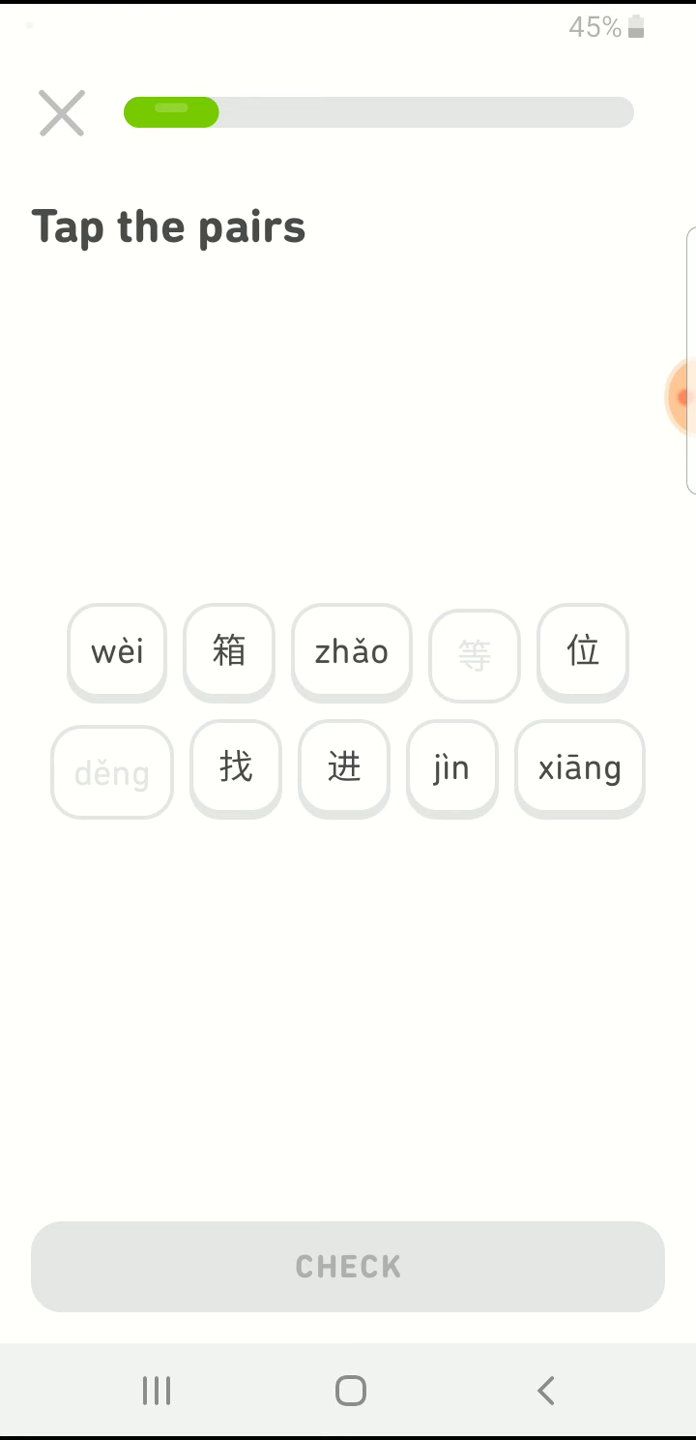 45%
Tap the pairs
wèi 箱 zhǎo 等 位
děng 找 进 jìn xiāng
CHECK